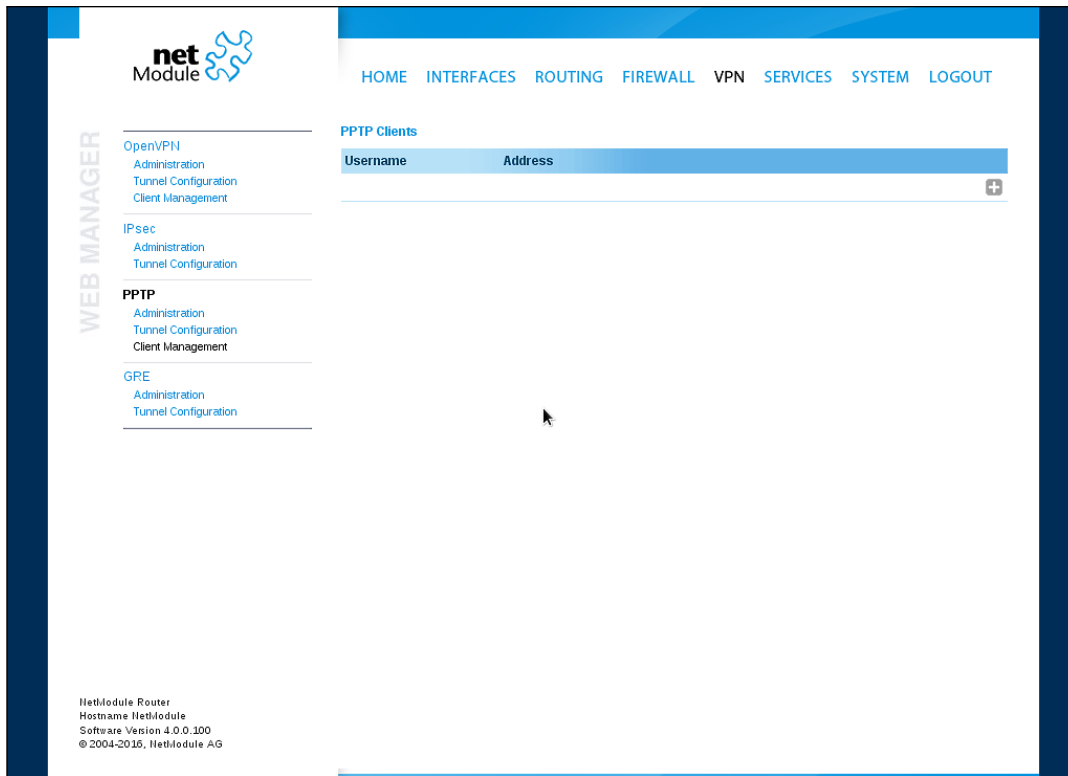 net
Module
HOME INTERFACES ROUTING FIREWALL VPN SERVICES SYSTEM LOGOUT
WEB MANAGER
OpenVPN
Administration
Tunnel Configuration
Client Management
IPsec
Administration
Tunnel Configuration
PPTP
Administration
Tunnel Configuration
Client Management
GRE
Administration
Tunnel Configuration
PPTP Clients
Username Address
NetModule Router
Hostname NetModule
Software Version 4.0.0.100
© 2004-2016, NetModule AG